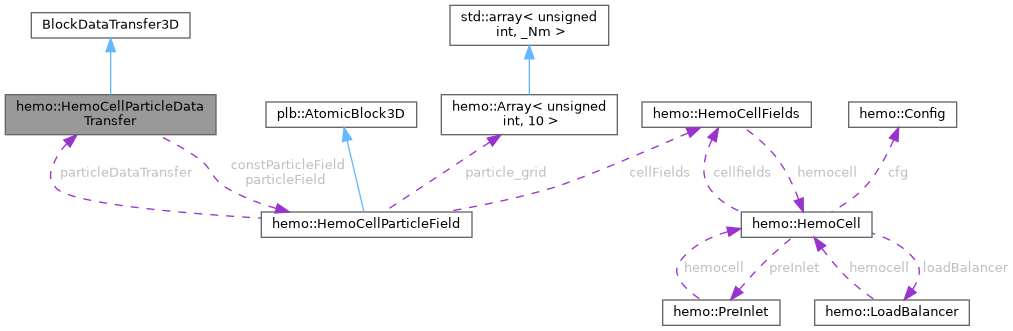 BlockDataTransfer3D
std::array< unsigned
int, _Nm >
hemo::HemoCellParticleData
Transfer
plb::AtomicBlock3D
hemo::Array< unsigned
int, 10 >
hemo::HemoCellFields
hemo::Config
particleDataTransfer
constParticleField
particleField
particle_grid
cellFields
cellfields
hemocell
cfg
hemo::HemoCellParticleField
hemo::HemoCell
hemocell
preInlet
hemocell
loadBalancer
hemo::PreInlet
hemo::LoadBalancer